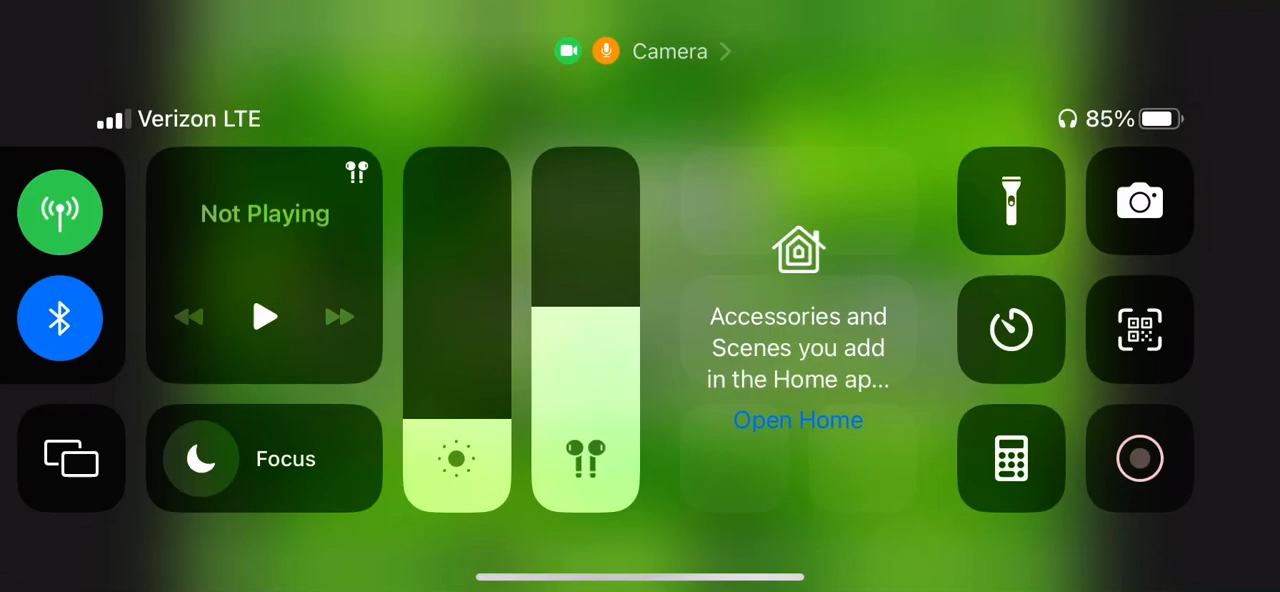 Camera
Verizon LTE
85%
Not Playing
Accessories and
Scenes you add
in the Home ap...
Open Home
Focus